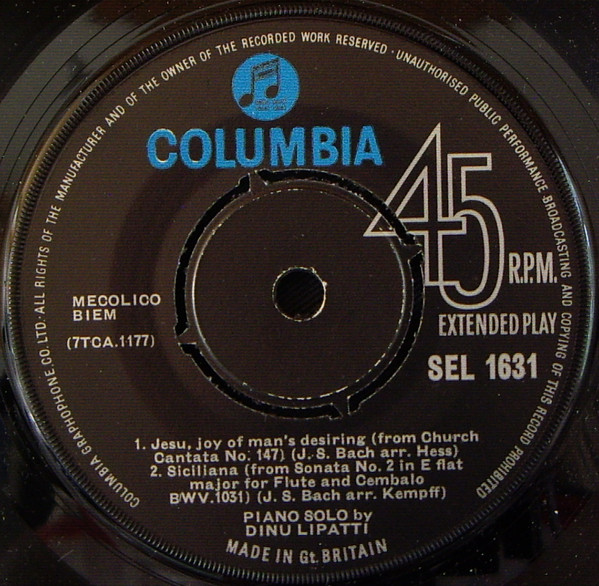 COLUMBIA GRAPHOPHONE CO. LTD. ALL RIGHTS OF THE MANUFACTURER AND OF THE OWNER OF THE RECORDED WORK RESERVED · UNAUTHORISED PUBLIC PERFORMANCE BROADCASTING AND COPYING OF THIS RECORD PROHIBITED
COLUMBIA
45
R.P.M.
EXTENDED PLAY
MECOLICO
BIEM
(7TCA.1177)
SEL 1631
1. Jesu, joy of man's desiring (from Church
Cantata No. 147) (J. S. Bach arr. Hess)
2. Siciliana (from Sonata No. 2 in E flat
major for Flute and Cembalo
BWV.1031) (J. S. Bach arr. Kempff)
PIANO SOLO by
DINU LIPATTI
MADE IN Gt. BRITAIN